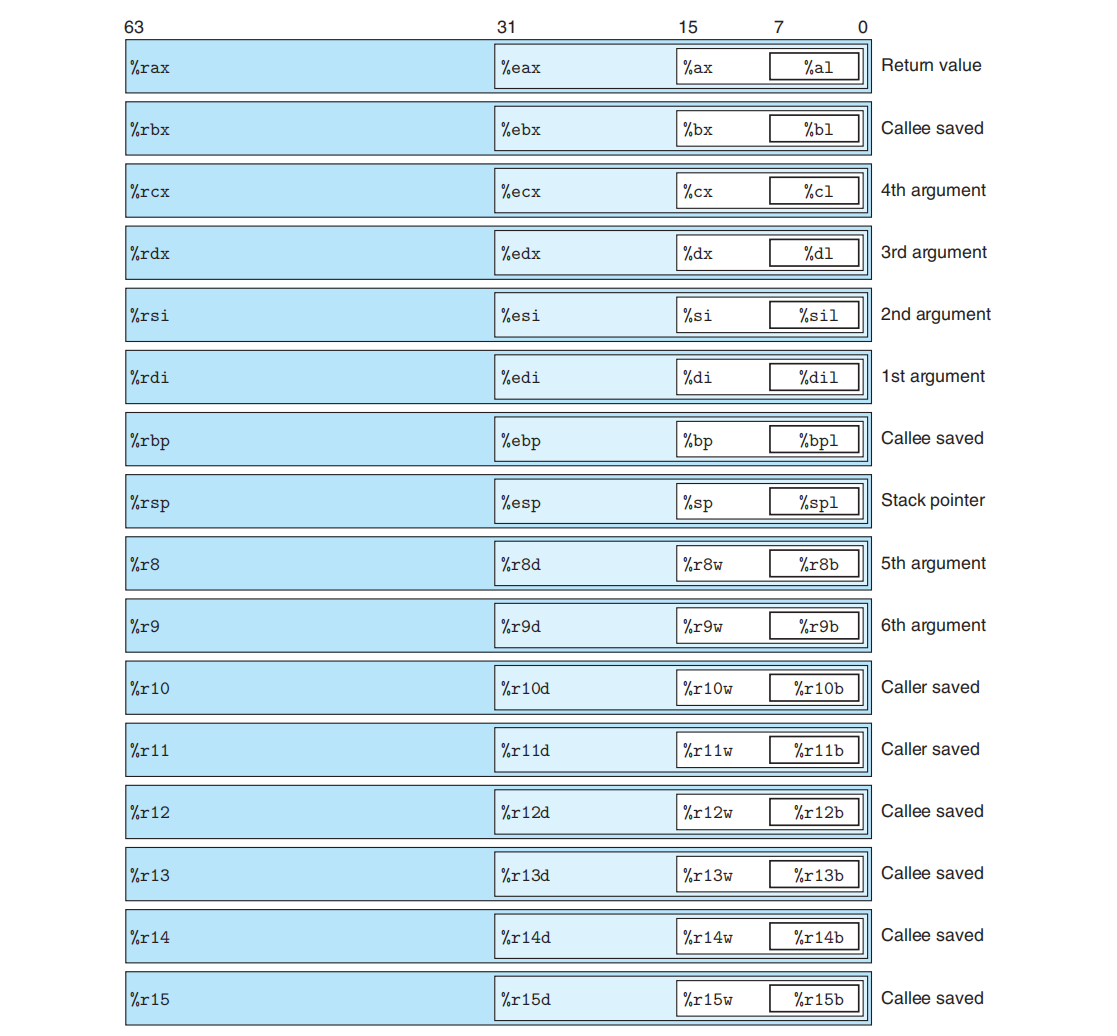 63 31 15 7 0
%rax %eax %ax %al Return value
%rbx %ebx %bx %bl Callee saved
%rcx %ecx %cx %cl 4th argument
%rdx %edx %dx %dl 3rd argument
%rsi %esi %si %sil 2nd argument
%rdi %edi %di %dil 1st argument
%rbp %ebp %bp %bpl Callee saved
%rsp %esp %sp %spl Stack pointer
%r8 %r8d %r8w %r8b 5th argument
%r9 %r9d %r9w %r9b 6th argument
%r10 %r10d %r10w %r10b Caller saved
%r11 %r11d %r11w %r11b Caller saved
%r12 %r12d %r12w %r12b Callee saved
%r13 %r13d %r13w %r13b Callee saved
%r14 %r14d %r14w %r14b Callee saved
%r15 %r15d %r15w %r15b Callee saved